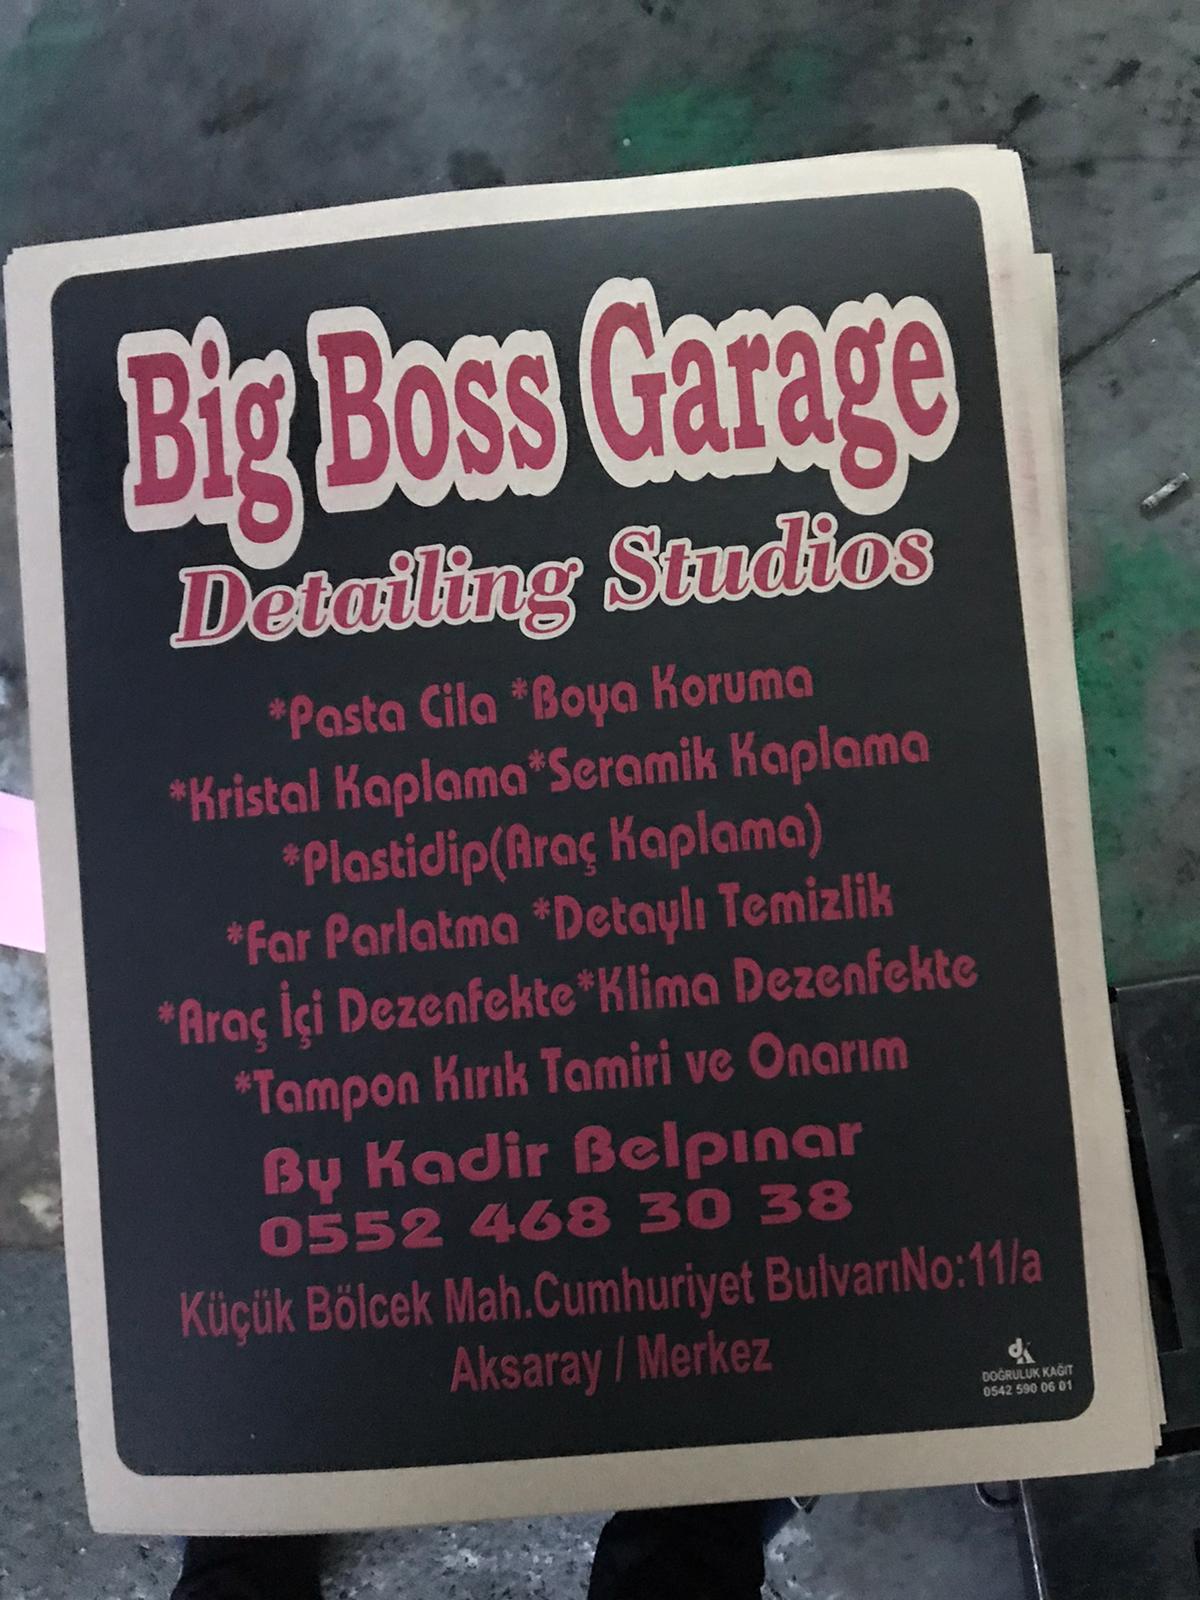 Big Boss Garage
Detailing Studios
*Pasta Cila *Boya Koruma
*Kristal Kaplama*Seramik Kaplama
*Plastidip(Araç Kaplama)
*Far Parlatma *Detaylı Temizlik
*Araç İçi Dezenfekte*Klima Dezenfekte
*Tampon Kırık Tamiri ve Onarım
By Kadir Belpınar
0552 468 30 38
Küçük Bölcek Mah.Cumhuriyet BulvarıNo:11/a
Aksaray / Merkez
dk
DOĞRULUK KAĞIT
0542 590 06 01